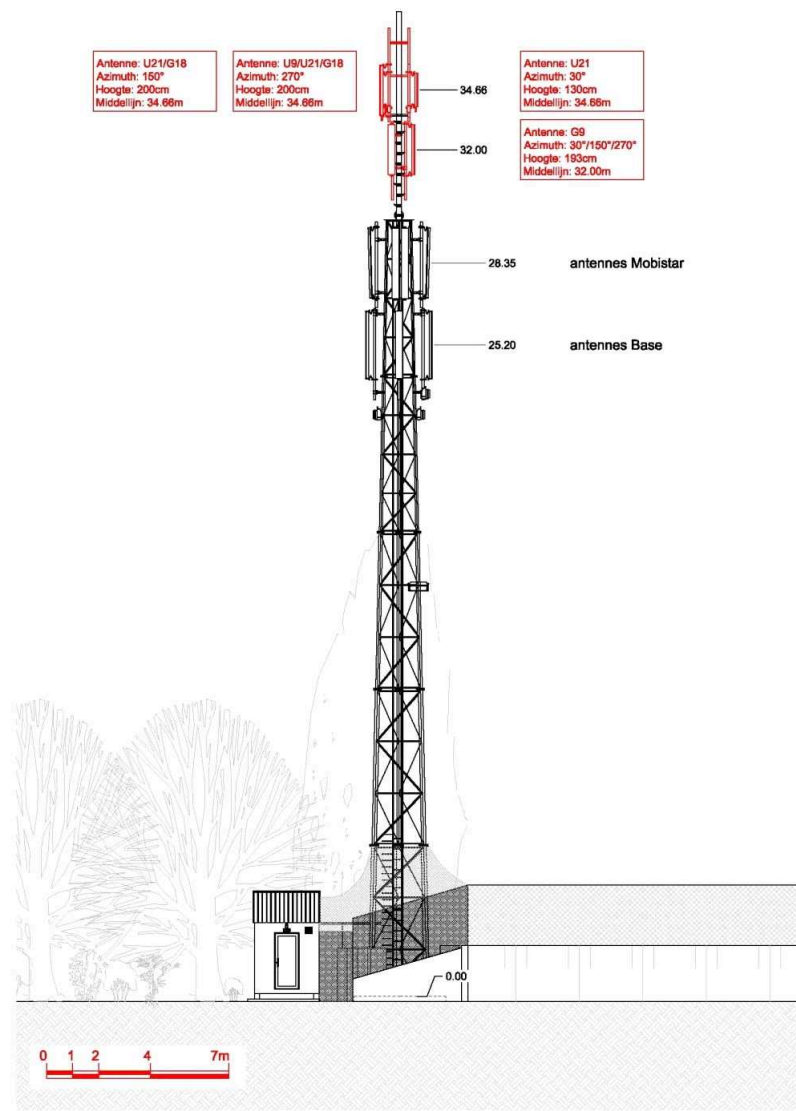 Antenne: U21/G18
Azimuth: 150°
Hoogte: 200cm
Middellijn: 34.66m
Antenne: U9/U21/G18
Azimuth: 270°
Hoogte: 200cm
Middellijn: 34.66m
34.66
Antenne: U21
Azimuth: 30°
Hoogte: 130cm
Middellijn: 34.66m
32.00
Antenne: G9
Azimuth: 30°/150°/270°
Hoogte: 193cm
Middellijn: 32.00m
28.35 antennes Mobistar
25.20 antennes Base
0.00
0 1 2 4 7m